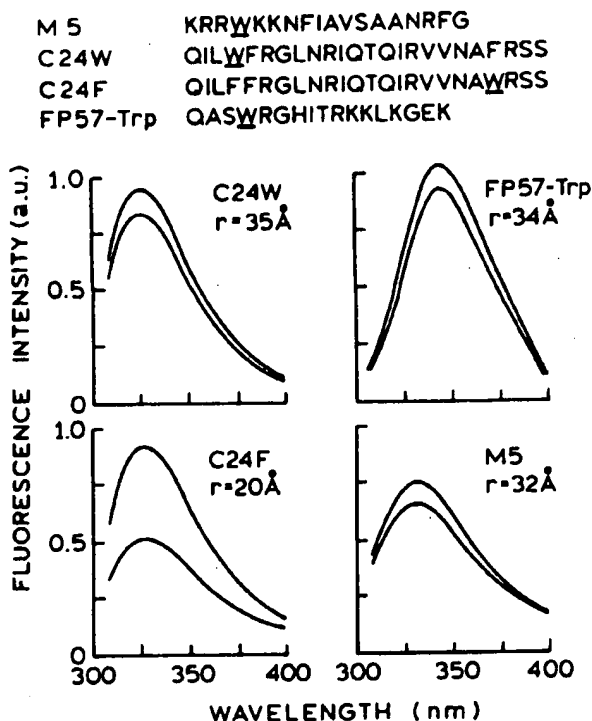 M 5 KRRWKKNFIAVSAANRFG
C24W QILWFRGLNRIQTQIRVVNAFRSS
C24F QILFFRGLNRIQTQIRVVNAWRSS
FP57-Trp QASWRGHITRKKLKGEK
FLUORESCENCE INTENSITY (a.u.)
1.0
0.5
0
C24W
r=35Å
FP57-Trp
r=34Å
1.0
0.5
0
C24F
r=20Å
M5
r=32Å
300 350 400 300 350 400
WAVELENGTH (nm)